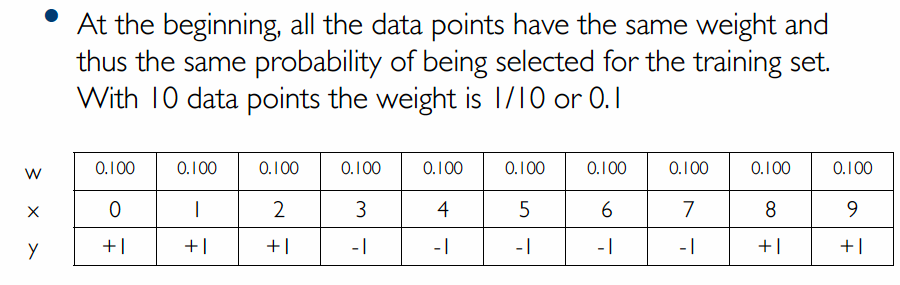 • At the beginning, all the data points have the same weight and
thus the same probability of being selected for the training set.
With 10 data points the weight is 1/10 or 0.1
w 0.100 0.100 0.100 0.100 0.100 0.100 0.100 0.100 0.100 0.100
x 0 1 2 3 4 5 6 7 8 9
y +1 +1 +1 -1 -1 -1 -1 -1 +1 +1